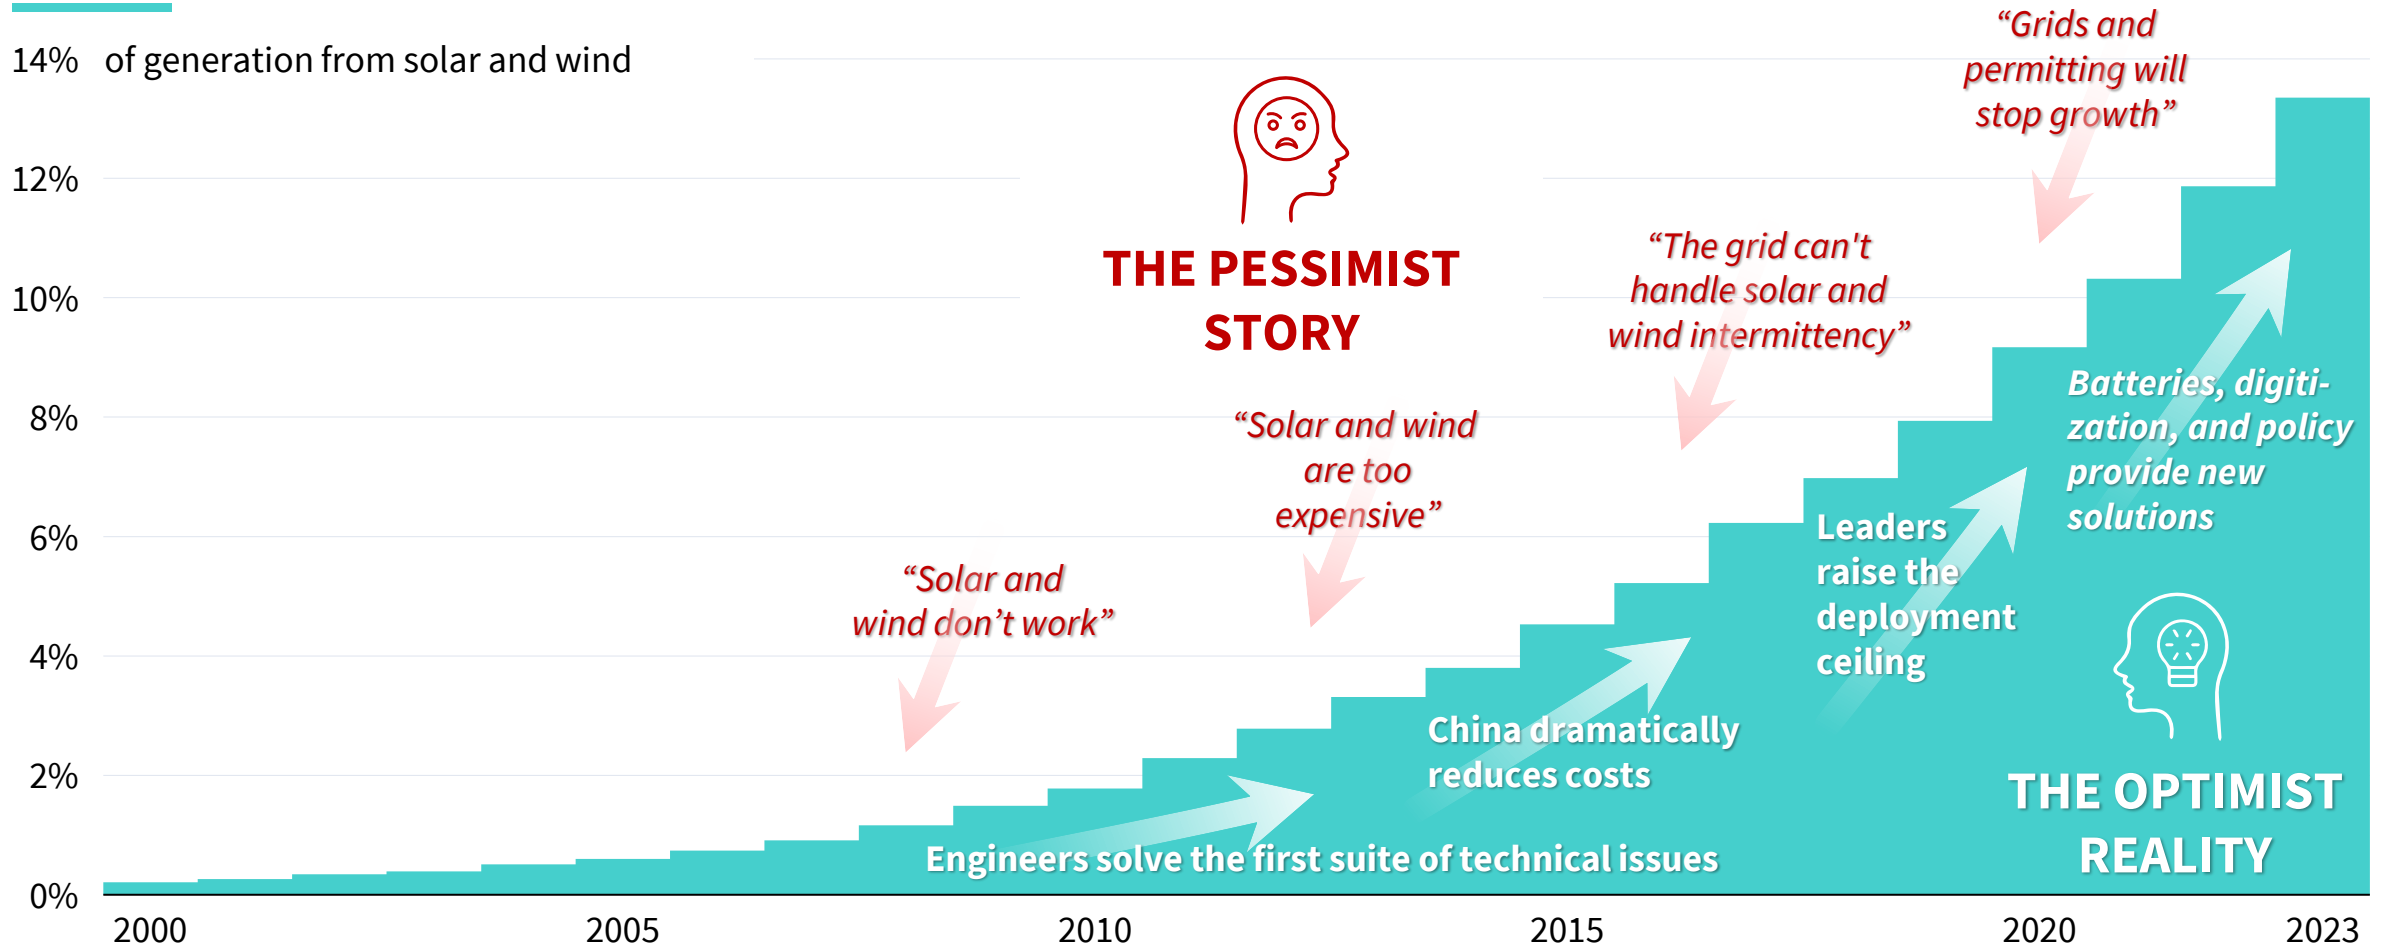 14% of generation from solar and wind
12%
10%
8%
6%
4%
2%
0%
2000
2005
2010
2015
2020
2023
THE PESSIMIST
STORY
“Solar and
wind don’t work”
“Solar and wind
are too
expensive”
“The grid can't
handle solar and
wind intermittency”
“Grids and
permitting will
stop growth”
Engineers solve the first suite of technical issues
China dramatically
reduces costs
Leaders
raise the
deployment
ceiling
Batteries, digiti-
zation, and policy
provide new
solutions
THE OPTIMIST
REALITY